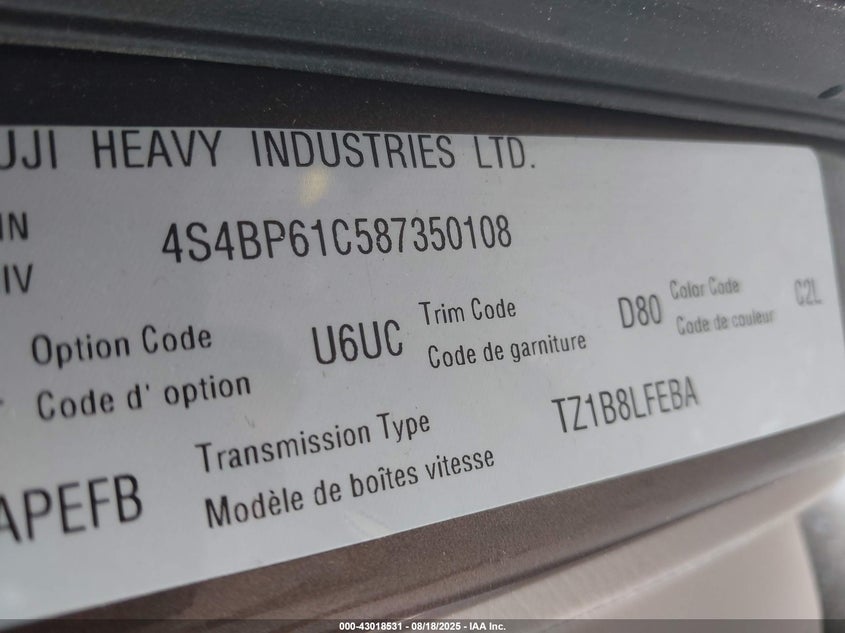 UJI HEAVY INDUSTRIES LTD.
IN 4S4BP61C587350108
IV
Option Code U6UC Trim Code D80 Color Code C2L
Code d' option Code de garniture Code de couleur
APEFB Transmission Type TZ1B8LFEBA
Modèle de boîtes vitesse
000-43018531 - 08/18/2025 - IAA Inc.